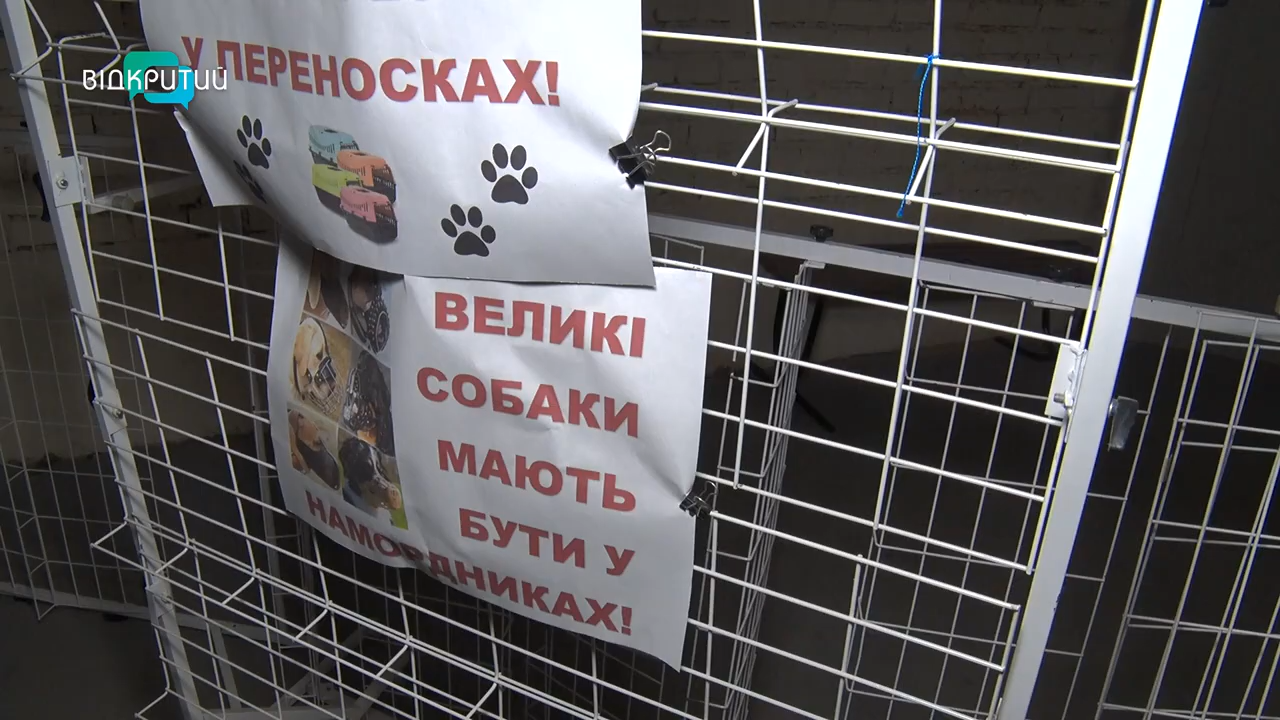 ВІДКРИТИЙ
У ПЕРЕНОСКАХ!
ВЕЛИКІ
СОБАКИ
МАЮТЬ
БУТИ У
НАМОРДНИКАХ!